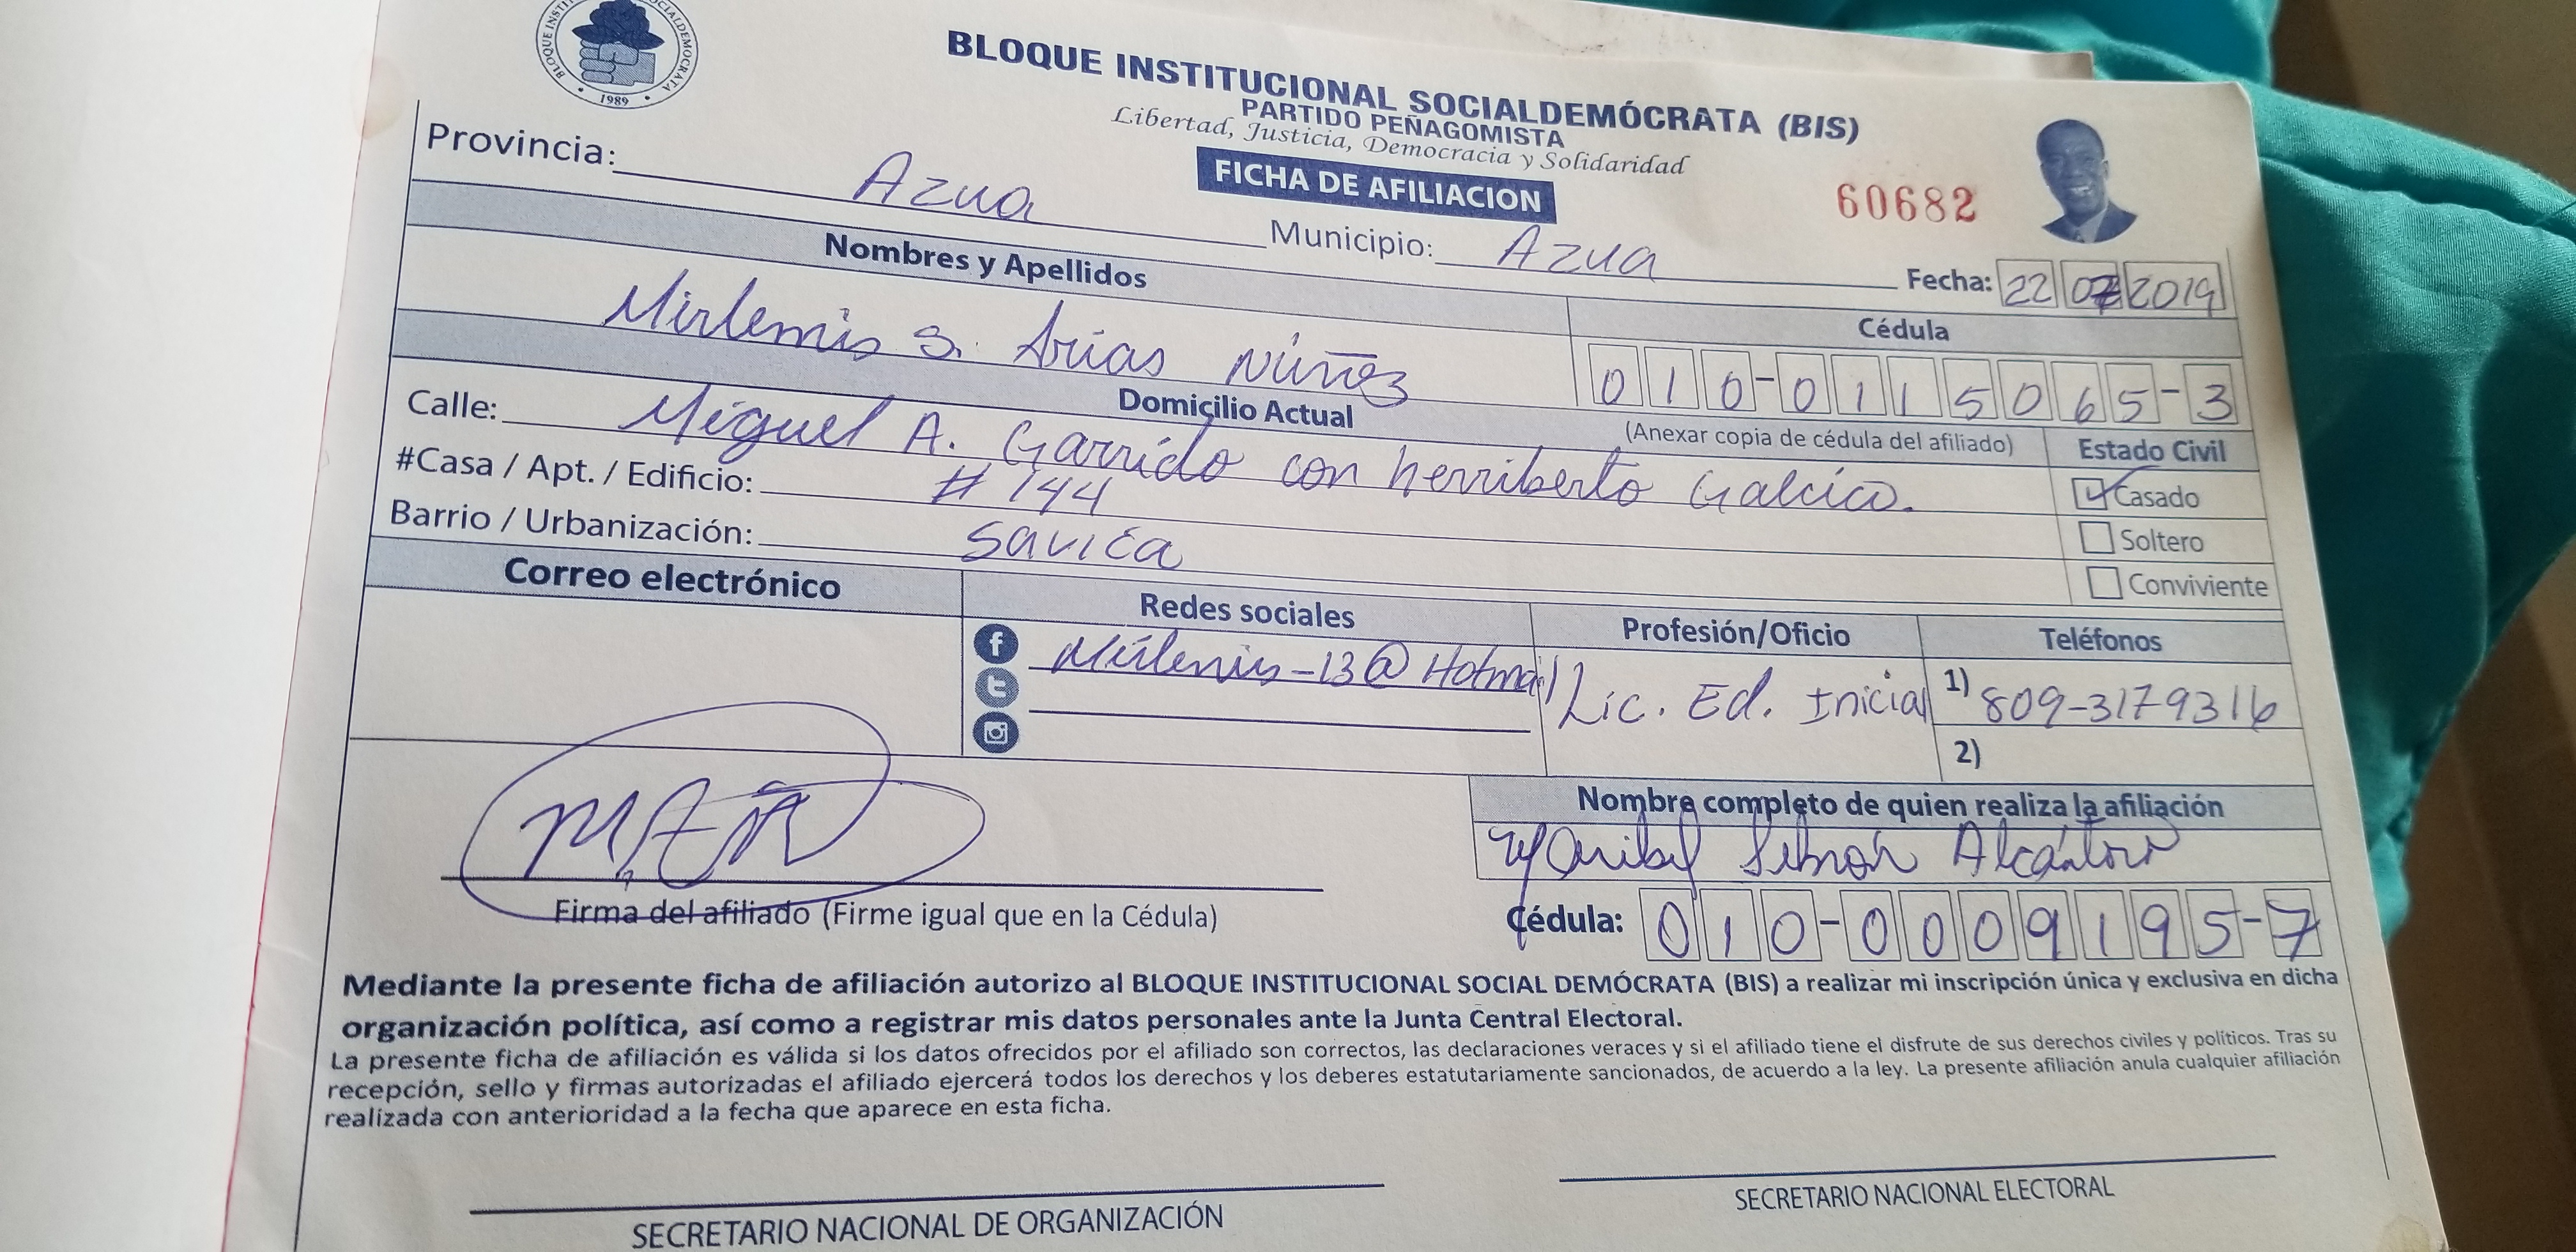 BLOQUE INSTITUCIONAL SOCIALDEMÓCRATA (BIS)
PARTIDO PEÑAGOMISTA
Libertad, Justicia, Democracia y Solidaridad
FICHA DE AFILIACION
60682
1989
Provincia: Azua Municipio: Azua Fecha: 22 07 2019
Nombres y Apellidos Cédula
Mirlemis S. Arias Núñez 010-0115065-3
Domicilio Actual (Anexar copia de cédula del afiliado) Estado Civil
Calle: Miguel A. Garrido con herriberto Galcico.
Casado
#Casa / Apt. / Edificio: # 144
Soltero
Barrio / Urbanización: Savica
Conviviente
Correo electrónico Redes sociales Profesión/Oficio Teléfonos
Mirlemis-13@Hotmail Lic. Ed. Inicial 1) 809-3179316
2)
Nombre completo de quien realiza la afiliación
Maribel Alcántara
Firma del afiliado (Firme igual que en la Cédula) Cédula: 010-0009195-7
Mediante la presente ficha de afiliación autorizo al BLOQUE INSTITUCIONAL SOCIAL DEMÓCRATA (BIS) a realizar mi inscripción única y exclusiva en dicha
organización política, así como a registrar mis datos personales ante la Junta Central Electoral.
La presente ficha de afiliación es válida si los datos ofrecidos por el afiliado son correctos, las declaraciones veraces y si el afiliado tiene el disfrute de sus derechos civiles y políticos. Tras su
recepción, sello y firmas autorizadas el afiliado ejercerá todos los derechos y los deberes estatutariamente sancionados, de acuerdo a la ley. La presente afiliación anula cualquier afiliación
realizada con anterioridad a la fecha que aparece en esta ficha.
SECRETARIO NACIONAL DE ORGANIZACIÓN SECRETARIO NACIONAL ELECTORAL